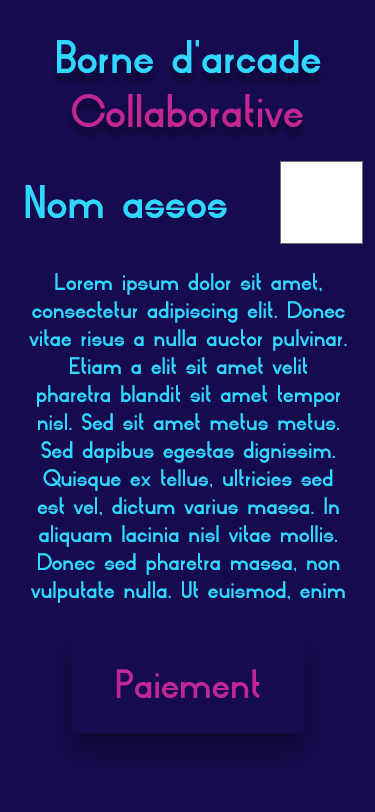 Borne d'arcade
Collaborative
Nom assos
Lorem ipsum dolor sit amet,
consectetur adipiscing elit. Donec
vitae risus a nulla auctor pulvinar.
Etiam a elit sit amet velit
pharetra blandit sit amet tempor
nisl. Sed sit amet metus metus.
Sed dapibus egestas dignissim.
Quisque ex tellus, ultricies sed
est vel, dictum varius massa. In
aliquam lacinia nisl vitae mollis.
Donec sed pharetra massa, non
vulputate nulla. Ut euismod, enim
Paiement